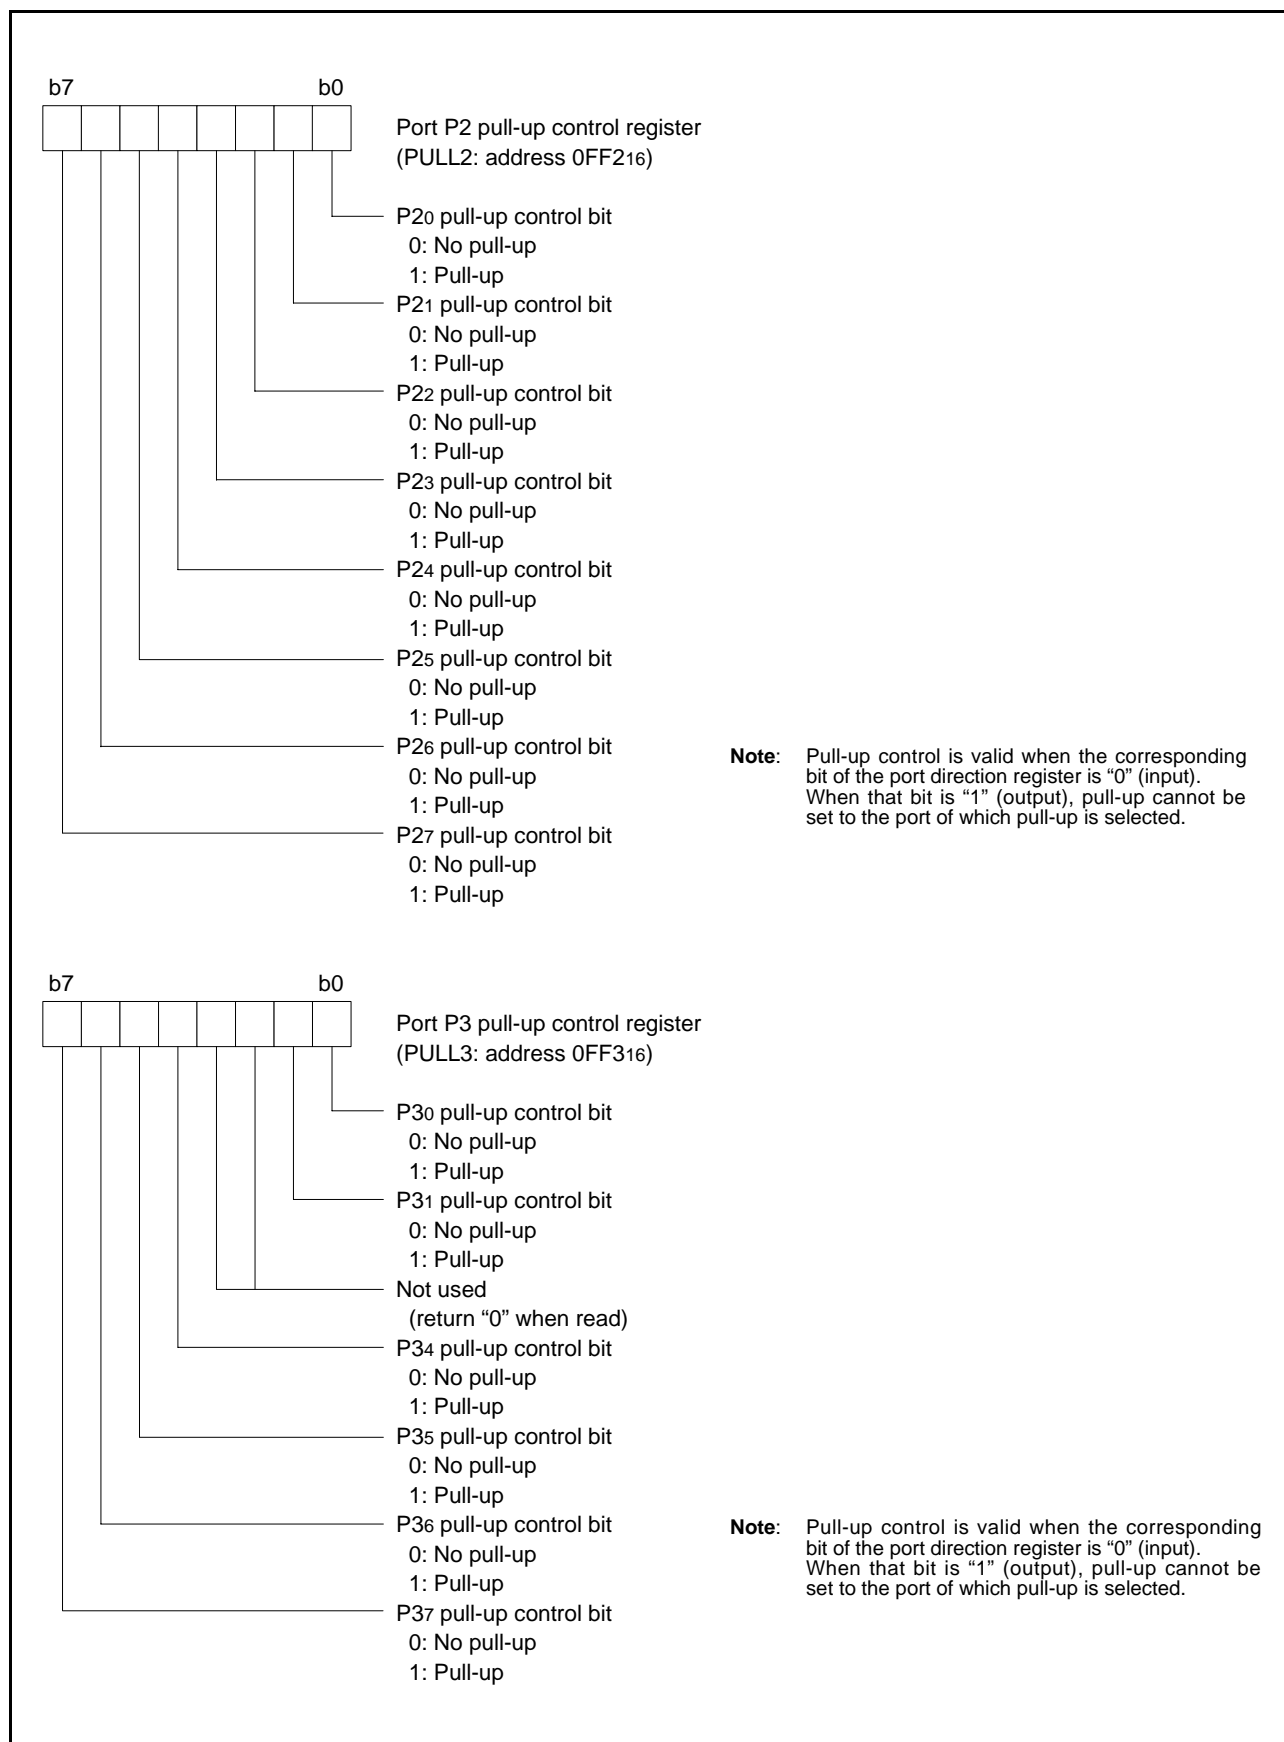 b7 b0
Port P2 pull-up control register
(PULL2: address 0FF216)
P20 pull-up control bit
0: No pull-up
1: Pull-up
P21 pull-up control bit
0: No pull-up
1: Pull-up
P22 pull-up control bit
0: No pull-up
1: Pull-up
P23 pull-up control bit
0: No pull-up
1: Pull-up
P24 pull-up control bit
0: No pull-up
1: Pull-up
P25 pull-up control bit
0: No pull-up
1: Pull-up
P26 pull-up control bit
0: No pull-up
1: Pull-up
P27 pull-up control bit
0: No pull-up
1: Pull-up
Note: Pull-up control is valid when the corresponding
bit of the port direction register is “0” (input).
When that bit is “1” (output), pull-up cannot be
set to the port of which pull-up is selected.
b7 b0
Port P3 pull-up control register
(PULL3: address 0FF316)
P30 pull-up control bit
0: No pull-up
1: Pull-up
P31 pull-up control bit
0: No pull-up
1: Pull-up
Not used
(return “0” when read)
P34 pull-up control bit
0: No pull-up
1: Pull-up
P35 pull-up control bit
0: No pull-up
1: Pull-up
P36 pull-up control bit
0: No pull-up
1: Pull-up
P37 pull-up control bit
0: No pull-up
1: Pull-up
Note: Pull-up control is valid when the corresponding
bit of the port direction register is “0” (input).
When that bit is “1” (output), pull-up cannot be
set to the port of which pull-up is selected.